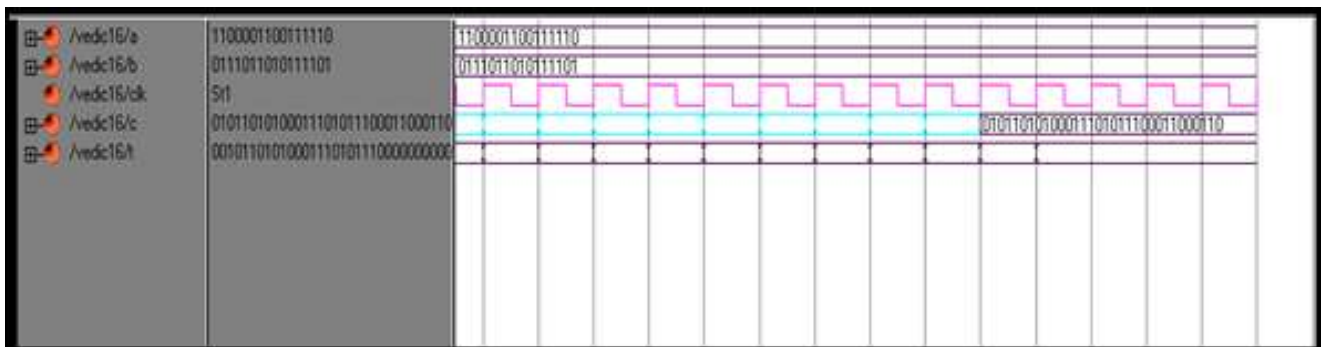 /vedic16/a 1100001100111110 1100001100111110
/vedic16/b 0111011010111101 0111011010111101
/vedic16/clk St1
/vedic16/c 01011010100011101011100011000110 01011010100011101011100011000110
/vedic16/t 00101101010001110101110000000000